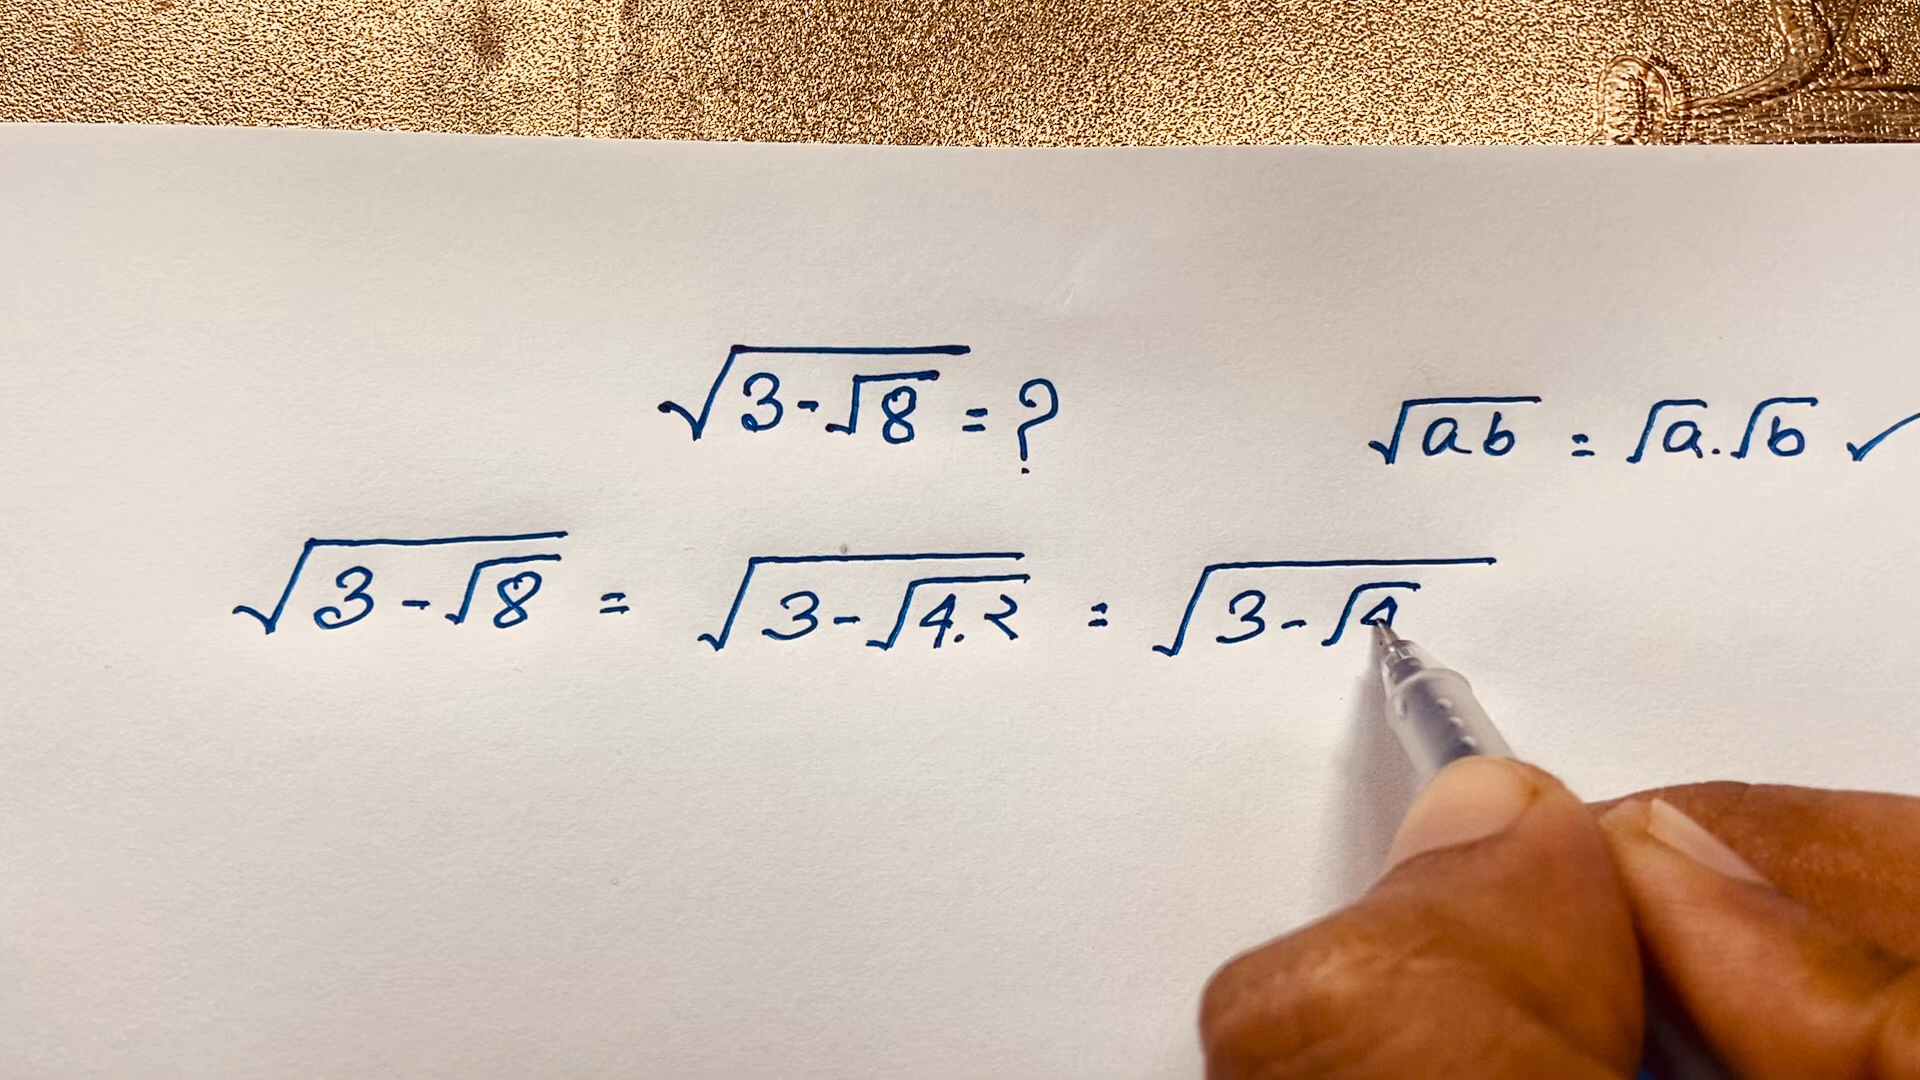 √(3-√8) = ?
√ab = √a.√b ✓
√(3-√8) = √(3-√4.2) = √(3-√4